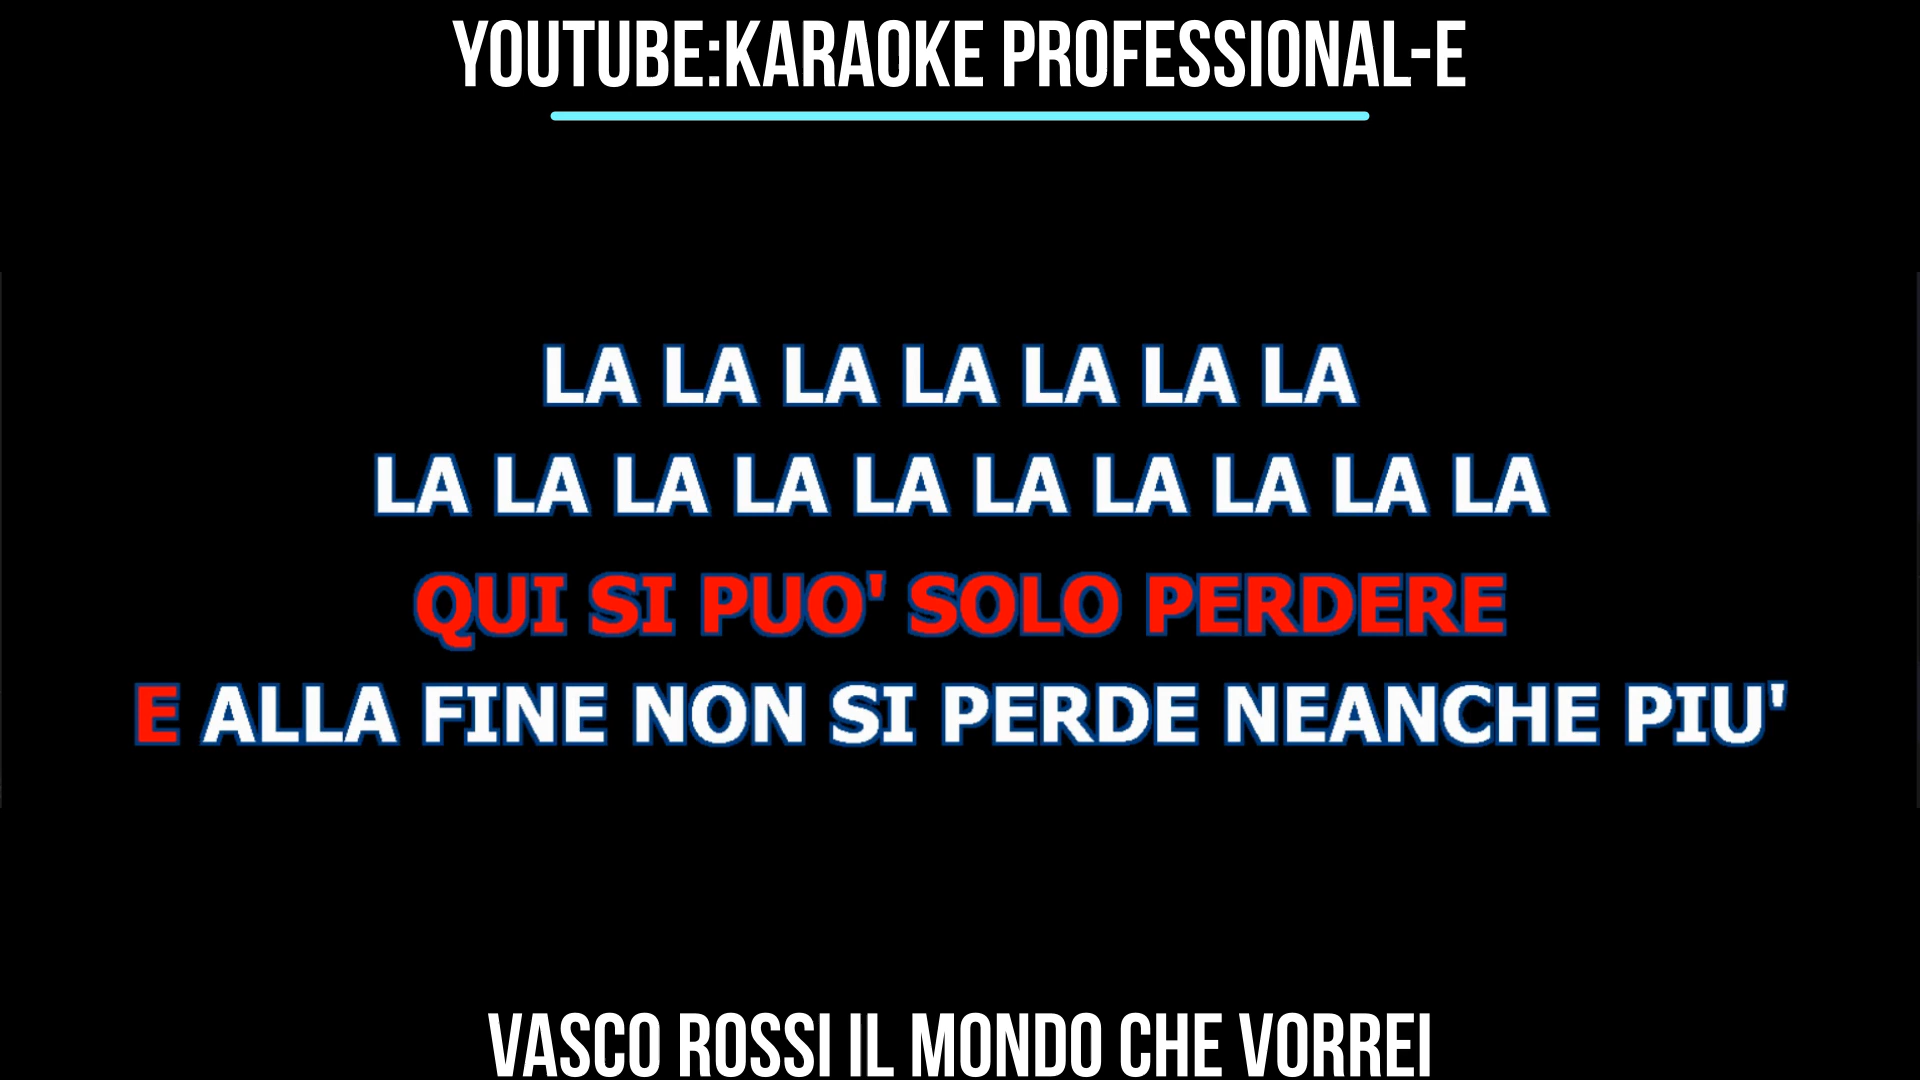 YOUTUBE:KARAOKE PROFESSIONAL-E
LA LA LA LA LA LA LA
LA LA LA LA LA LA LA LA LA LA
QUI SI PUO' SOLO PERDERE
E ALLA FINE NON SI PERDE NEANCHE PIU'
VASCO ROSSI IL MONDO CHE VORREI